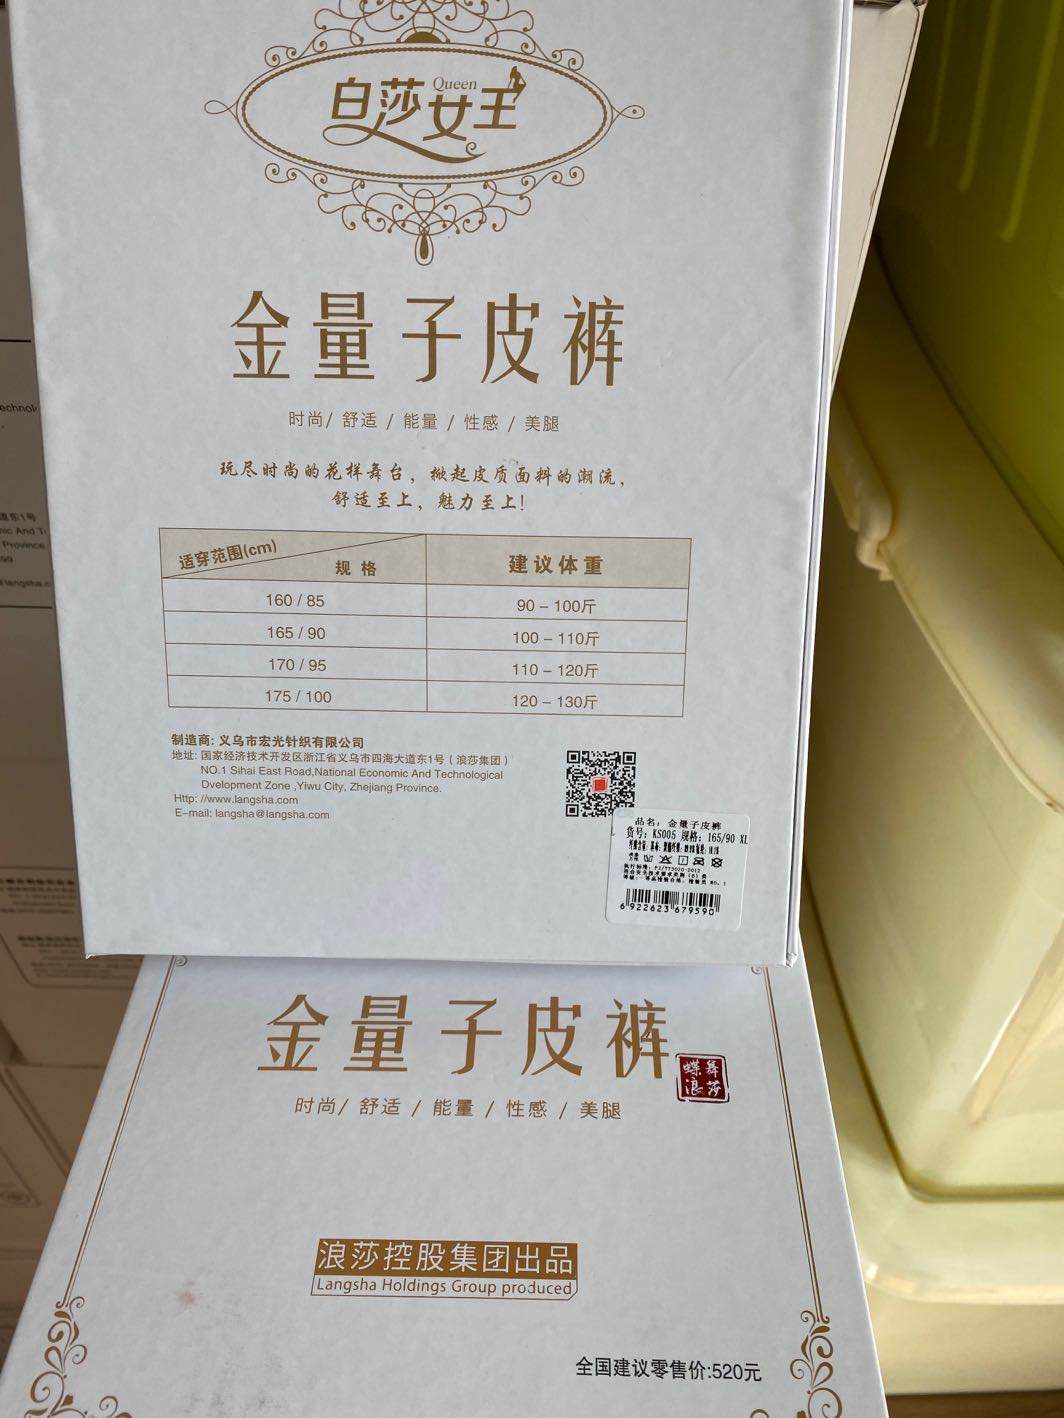 白莎女王
Queen
金量子皮裤
时尚/ 舒适 / 能量 / 性感 / 美腿
玩尽时尚的花样舞台，掀起皮质面料的潮流，
舒适至上，魅力至上！
适穿范围(cm) 规格 建议体重
160 / 85 90 – 100斤
165 / 90 100 – 110斤
170 / 95 110 – 120斤
175 / 100 120 – 130斤
制造商: 义乌市宏光针织有限公司
地址: 国家经济技术开发区浙江省义乌市四海大道东1号（浪莎集团）
NO.1 Sihai East Road,National Economic And Technological
Dvelopment Zone ,Yiwu City, Zhejiang Province.
Http: //www.langsha.com
E-mail: langsha@langsha.com
品名: 金量子皮裤
货号: KS005 规格: 165/90 XL
6 922623 679590
金量子皮裤
蝶舞
浪莎
时尚/ 舒适 / 能量 / 性感 / 美腿
浪莎控股集团出品
Langsha Holdings Group produced
全国建议零售价:520元